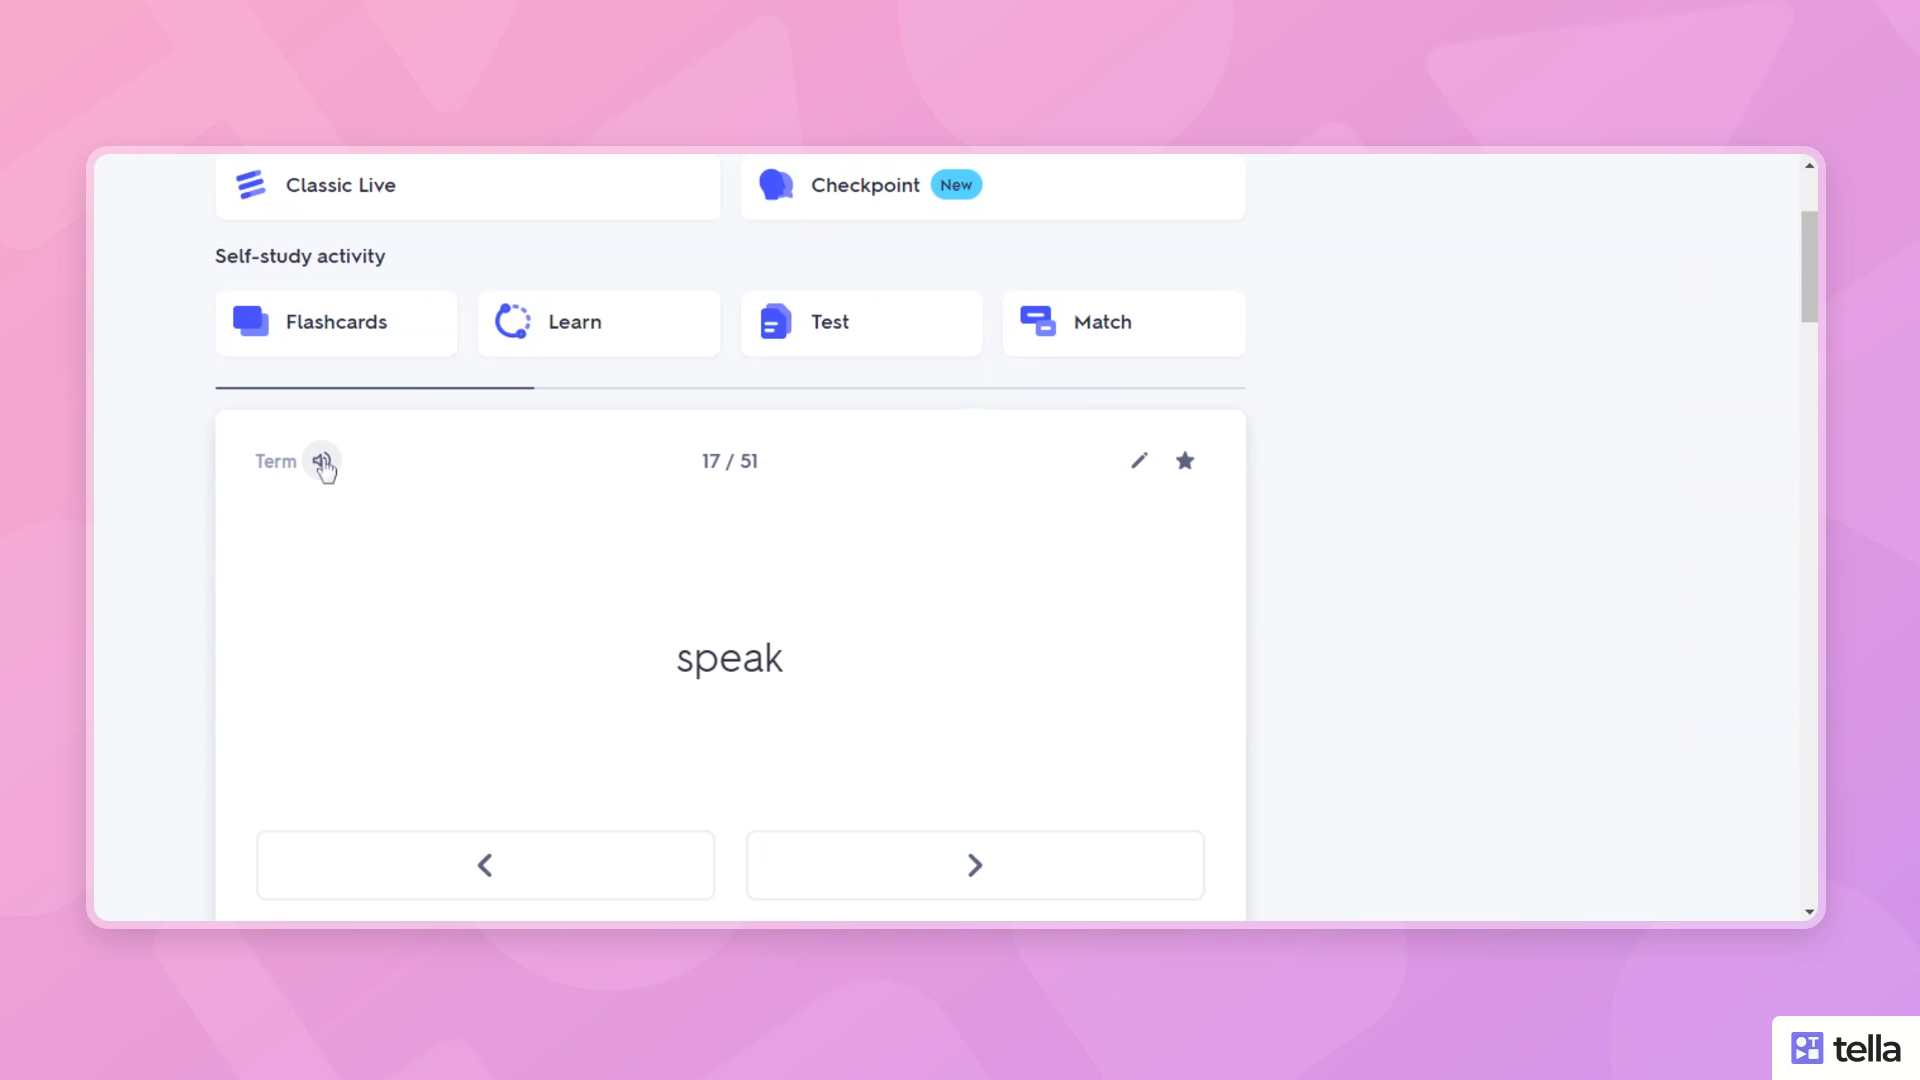 Classic Live
Checkpoint New
Self-study activity
Flashcards
Learn
Test
Match
Term
17 / 51
speak
tella